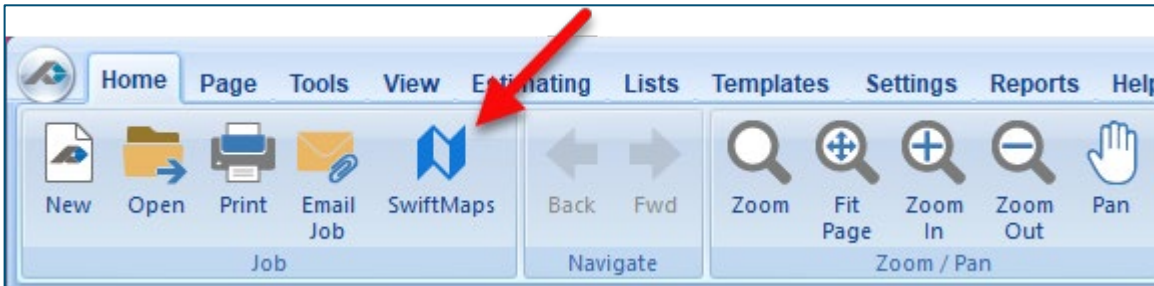 Home Page Tools View Estimating Lists Templates Settings Reports Help
New Open Print Email Job SwiftMaps Back Fwd Zoom Fit Page Zoom In Zoom Out Pan
Job Navigate Zoom / Pan